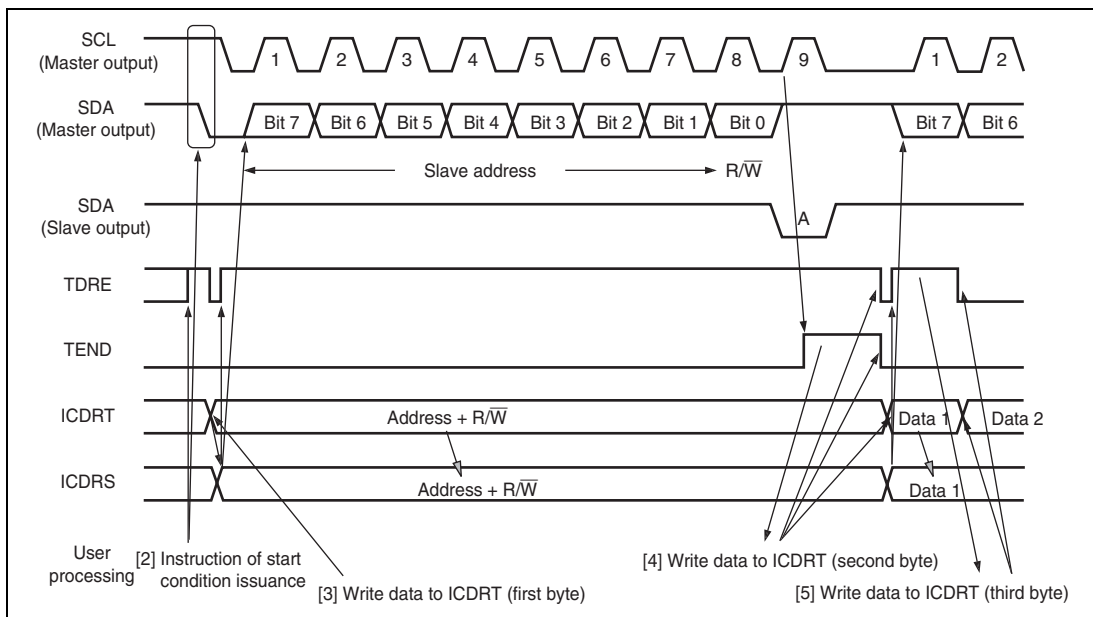 SCL
(Master output)
1 2 3 4 5 6 7 8 9 1 2
SDA
(Master output)
Bit 7 Bit 6 Bit 5 Bit 4 Bit 3 Bit 2 Bit 1 Bit 0 Bit 7 Bit 6
Slave address R/W̅
SDA
(Slave output)
A
TDRE
TEND
ICDRT
Address + R/W̅ Data 1 Data 2
ICDRS
Address + R/W̅ Data 1
User
processing
[2] Instruction of start
condition issuance
[3] Write data to ICDRT (first byte)
[4] Write data to ICDRT (second byte)
[5] Write data to ICDRT (third byte)